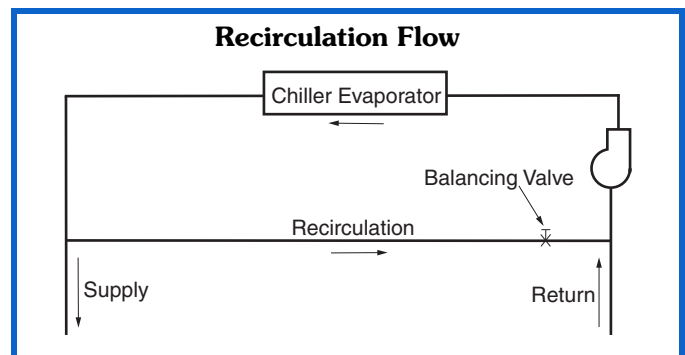 Recirculation Flow
Chiller Evaporator
Balancing Valve
Recirculation
Supply
Return